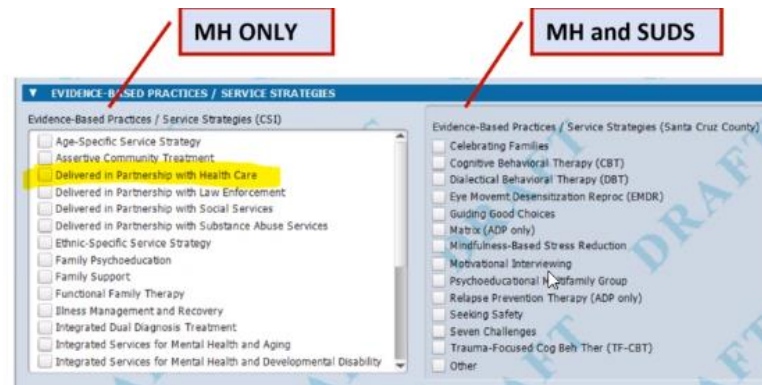 MH ONLY
MH and SUDS
▼ EVIDENCE-BASED PRACTICES / SERVICE STRATEGIES
Evidence-Based Practices / Service Strategies (CSI)
Age-Specific Service Strategy
Assertive Community Treatment
Delivered in Partnership with Health Care
Delivered in Partnership with Law Enforcement
Delivered in Partnership with Social Services
Delivered in Partnership with Substance Abuse Services
Ethnic-Specific Service Strategy
Family Psychoeducation
Family Support
Functional Family Therapy
Illness Management and Recovery
Integrated Dual Diagnosis Treatment
Integrated Services for Mental Health and Aging
Integrated Services for Mental Health and Developmental Disability
Evidence-Based Practices / Service Strategies (Santa Cruz County)
Celebrating Families
Cognitive Behavioral Therapy (CBT)
Dialectical Behavioral Therapy (DBT)
Eye Movemt Desensitization Reproc (EMDR)
Guiding Good Choices
Matrix (ADP only)
Mindfulness-Based Stress Reduction
Motivational Interviewing
Psychoeducational Multifamily Group
Relapse Prevention Therapy (ADP only)
Seeking Safety
Seven Challenges
Trauma-Focused Cog Beh Ther (TF-CBT)
Other
DRAFT
DRAFT